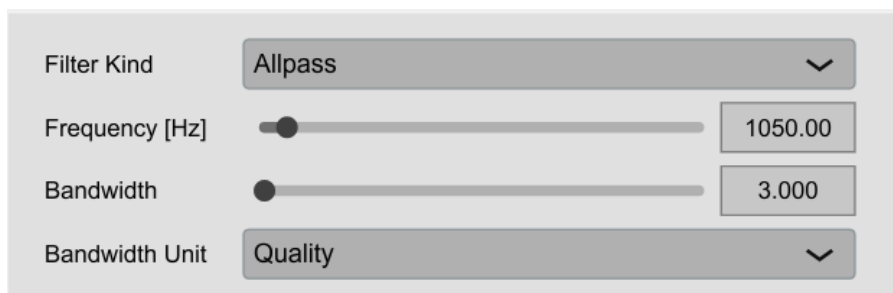 Filter Kind Allpass
Frequency [Hz] 1050.00
Bandwidth 3.000
Bandwidth Unit Quality